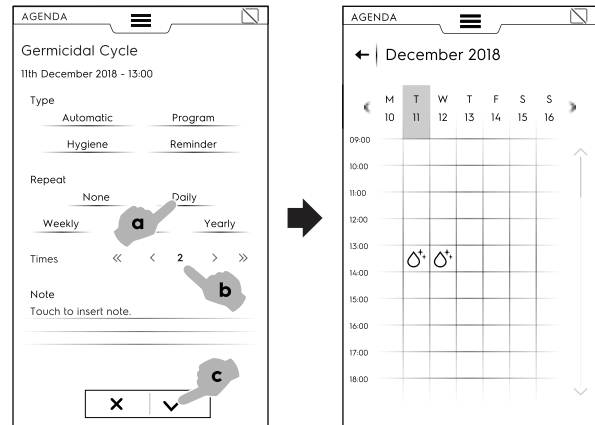 AGENDA
Germicidal Cycle
11th December 2018 - 13:00
Type
Automatic Program
Hygiene Reminder
Repeat
None Daily
Weekly Yearly
Times « < 2 > »
Note
Touch to insert note.
a
b
c
AGENDA
December 2018
M T W T F S S
10 11 12 13 14 15 16
09:00
10:00
11:00
12:00
13:00
14:00
15:00
16:00
17:00
18:00